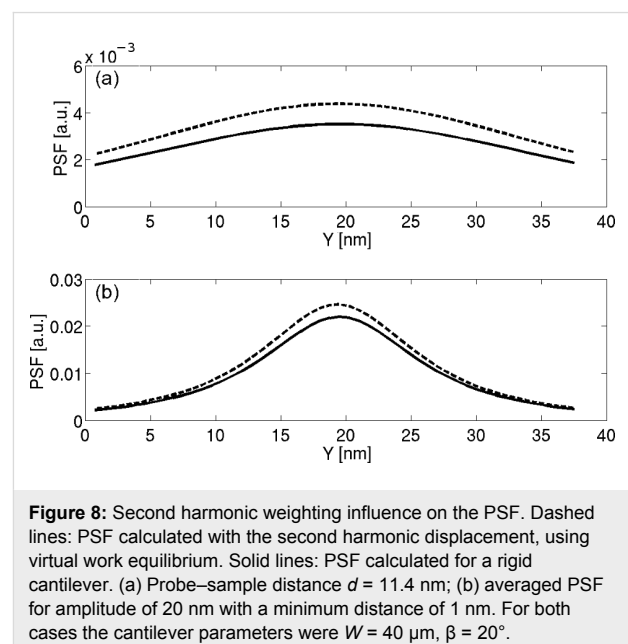 6 x 10⁻³
(a)
4
2
0
PSF [a.u.]
0 5 10 15 20 25 30 35 40
Y [nm]
0.03
(b)
0.02
0.01
0
PSF [a.u.]
0 5 10 15 20 25 30 35 40
Y [nm]
Figure 8: Second harmonic weighting influence on the PSF. Dashed
lines: PSF calculated with the second harmonic displacement, using
virtual work equilibrium. Solid lines: PSF calculated for a rigid
cantilever. (a) Probe–sample distance d = 11.4 nm; (b) averaged PSF
for amplitude of 20 nm with a minimum distance of 1 nm. For both
cases the cantilever parameters were W = 40 μm, β = 20°.